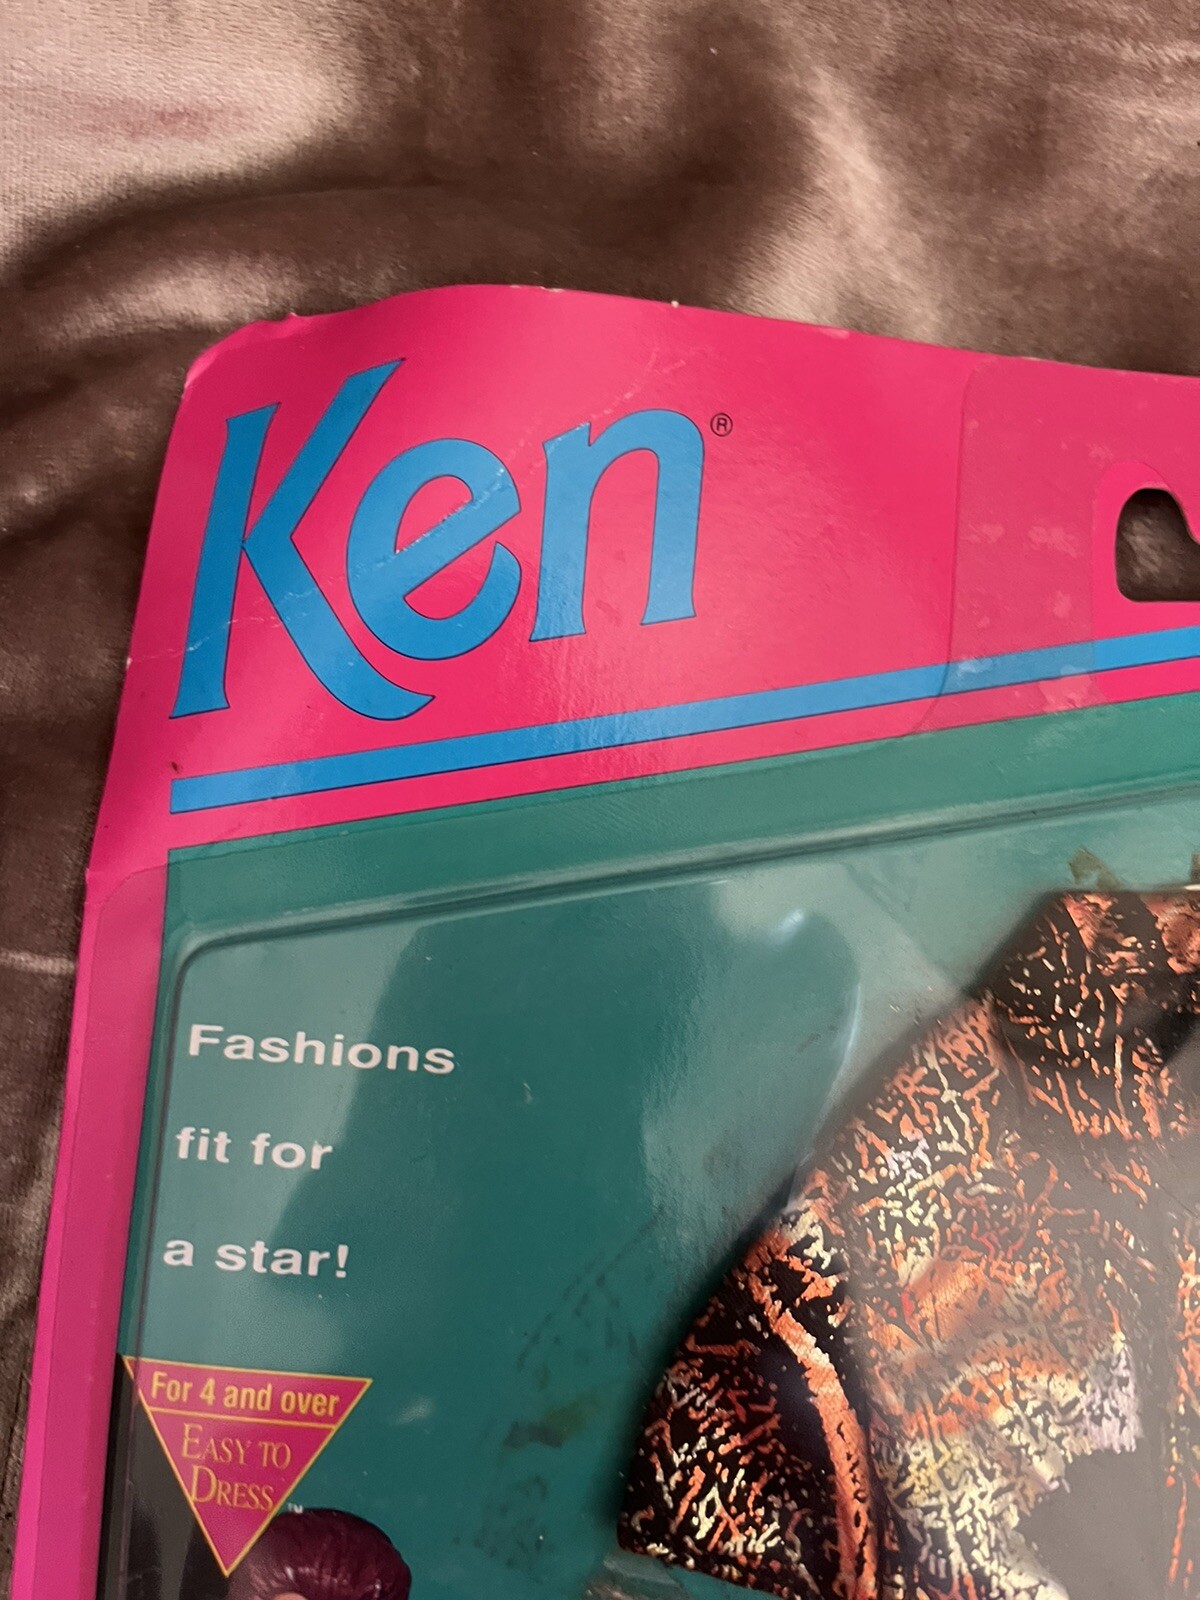 Ken®
Fashions
fit for
a star!
For 4 and over
EASY TO
DRESS™